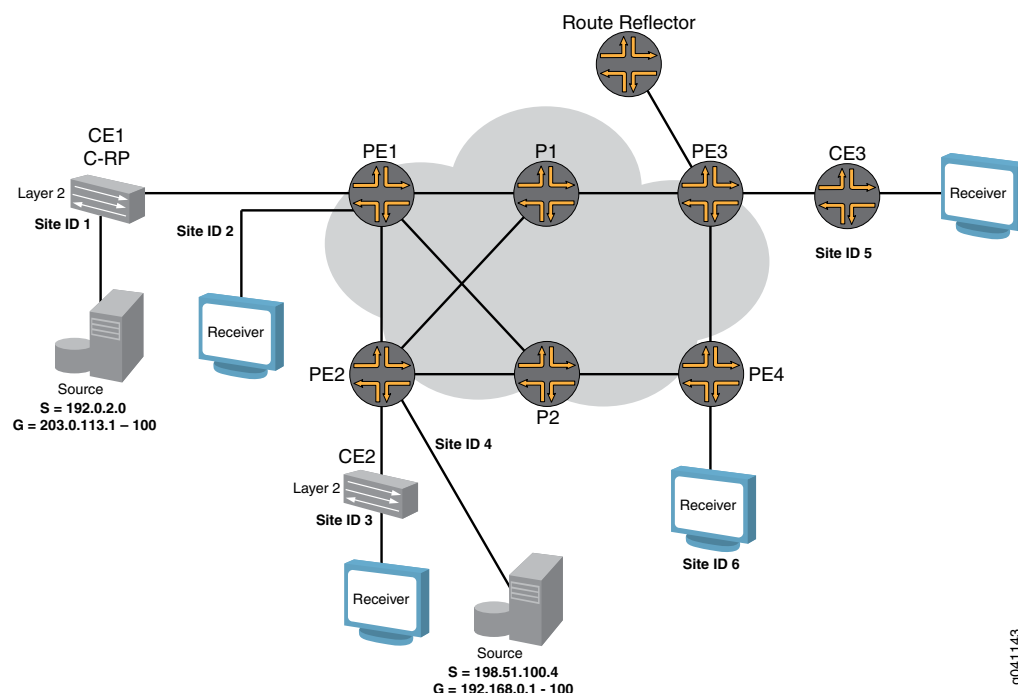 Route Reflector
CE1
C-RP
PE1
P1
PE3
CE3
Layer 2
Receiver
Site ID 1
Site ID 2
Site ID 5
Receiver
Source
S = 192.0.2.0
G = 203.0.113.1 – 100
PE2
P2
PE4
Site ID 4
CE2
Layer 2
Site ID 3
Receiver
Site ID 6
Receiver
Source
S = 198.51.100.4
G = 192.168.0.1 - 100
g041143